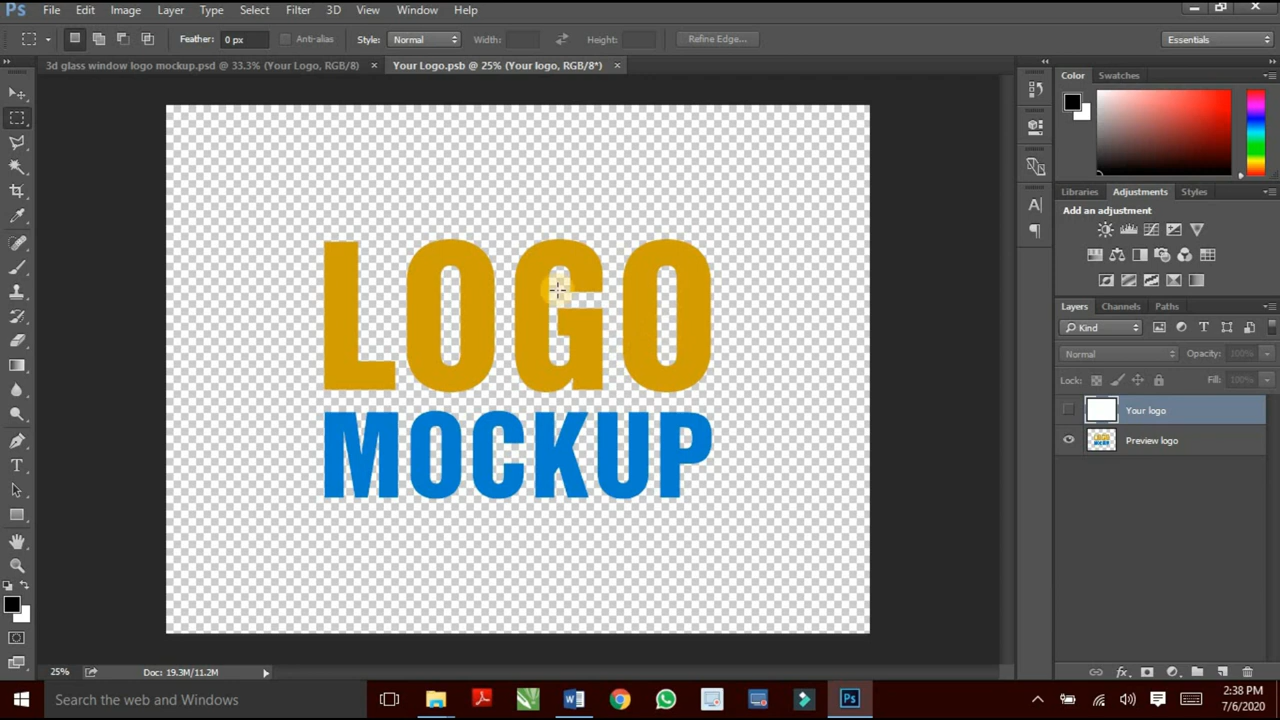 Ps File Edit Image Layer Type Select Filter 3D View Window Help
Feather: 0 px Anti-alias Style: Normal Width: Height: Refine Edge... Essentials
3d glass window logo mockup.psd @ 33.3% (Your Logo, RGB/8) × Your Logo.psb @ 25% (Your logo, RGB/8*) ×
Color Swatches
Libraries Adjustments Styles
Add an adjustment
LOGO
MOCKUP
Layers Channels Paths
Kind
Normal Opacity: 100%
Lock: Fill: 100%
Your logo
Preview logo
25% Doc: 19.3M/11.2M
Search the web and Windows
2:38 PM
7/6/2020